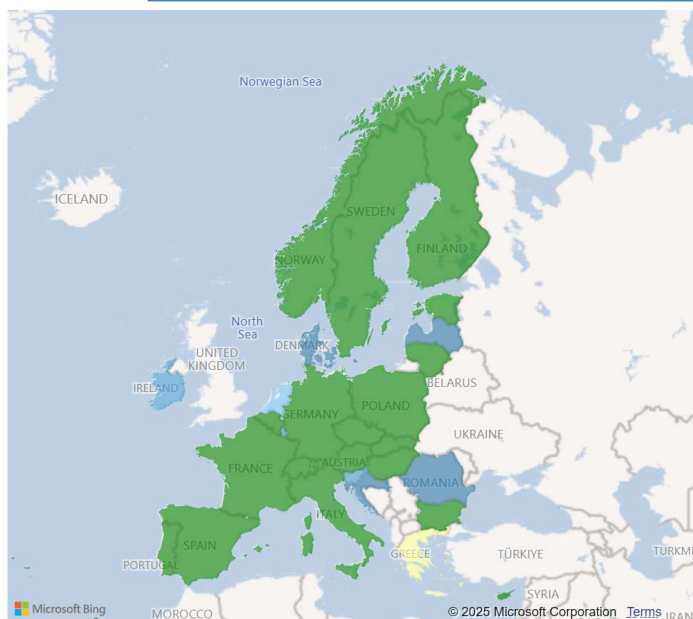 Norwegian Sea
ICELAND
SWEDEN
FINLAND
NORWAY
North
Sea
DENMARK
UNITED
KINGDOM
IRELAND
BELARUS
GERMANY
POLAND
UKRAINE
FRANCE
AUSTRIA
ROMANIA
ITALY
SPAIN
PORTUGAL
GREECE
TÜRKIYE
TURKM
SYRIA
IRAN
MOROCCO
Microsoft Bing
© 2025 Microsoft Corporation Terms